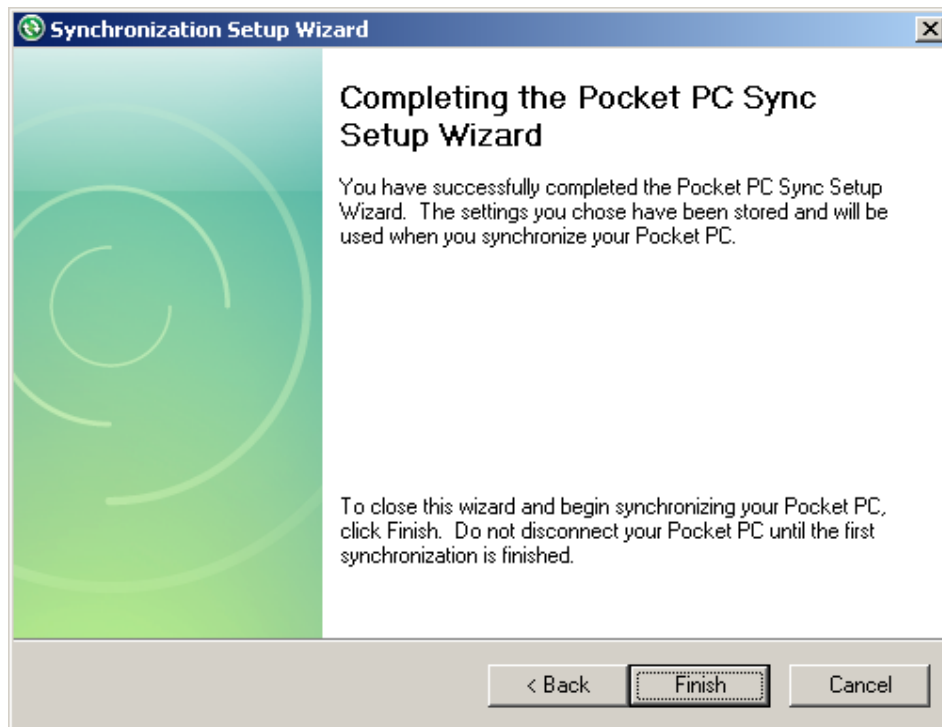 Synchronization Setup Wizard
Completing the Pocket PC Sync
Setup Wizard
You have successfully completed the Pocket PC Sync Setup
Wizard.  The settings you chose have been stored and will be
used when you synchronize your Pocket PC.
To close this wizard and begin synchronizing your Pocket PC,
click Finish.  Do not disconnect your Pocket PC until the first
synchronization is finished.
< Back Finish Cancel